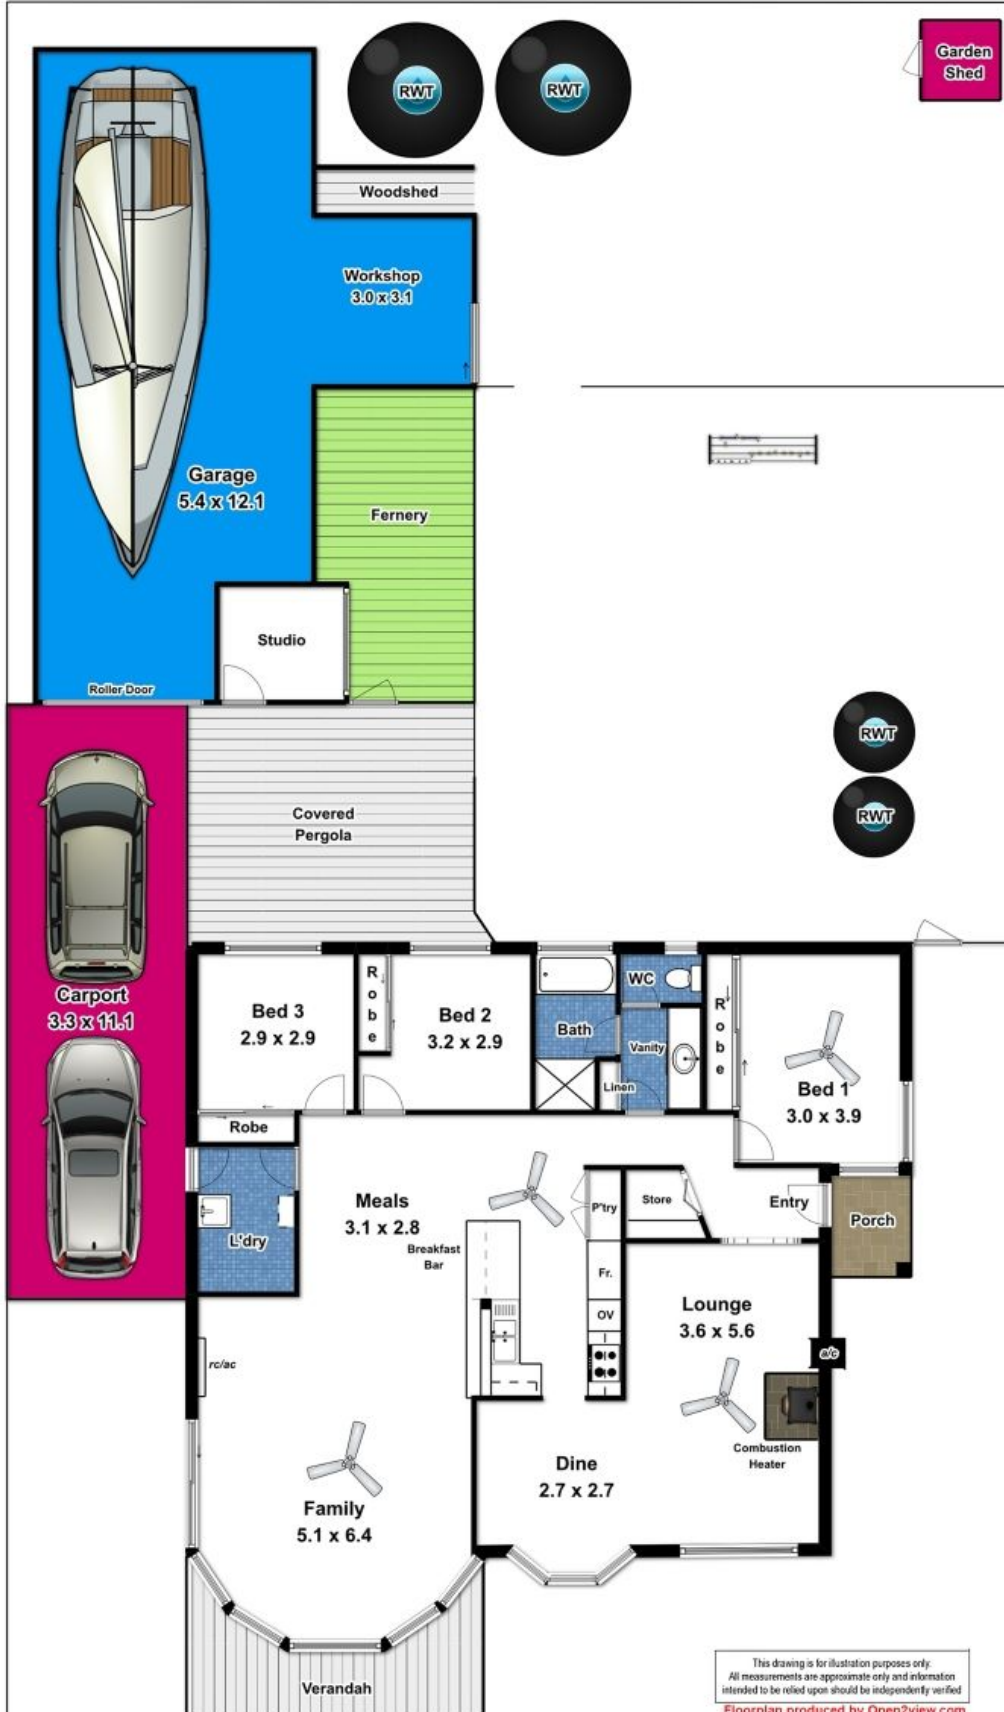 Garden
Shed
RWT
RWT
Woodshed
Workshop
3.0 x 3.1
Garage
5.4 x 12.1
Fernery
Studio
Roller Door
RWT
RWT
Covered
Pergola
Carport
3.3 x 11.1
Bed 3
2.9 x 2.9
Robe
Bed 2
3.2 x 2.9
Bath
WC
Vanity
Linen
Robe
Bed 1
3.0 x 3.9
Robe
L'dry
Meals
3.1 x 2.8
Breakfast
Bar
P'try
Store
Entry
Porch
Fr.
OV
Lounge
3.6 x 5.6
a/c
rc/ac
Combustion
Heater
Dine
2.7 x 2.7
Family
5.1 x 6.4
Verandah
This drawing is for illustration purposes only.
All measurements are approximate only and information
intended to be relied upon should be independently verified
Floorplan produced by Open2view.com